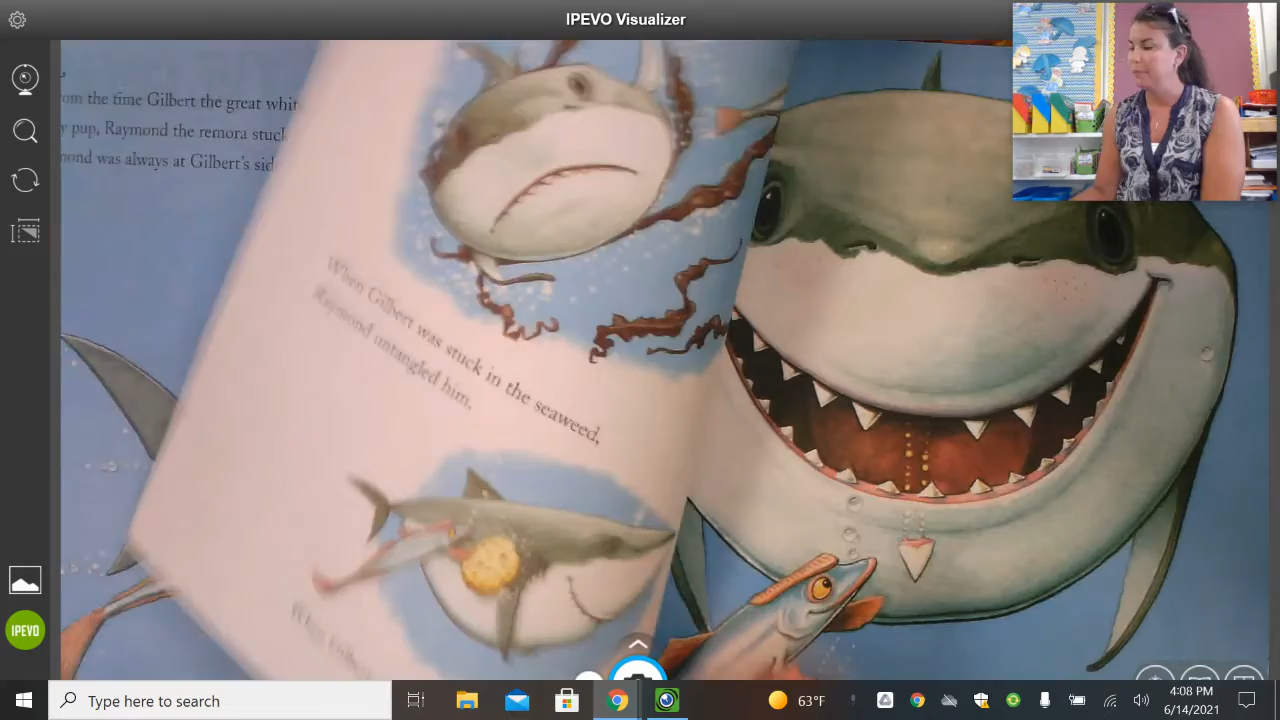 IPEVO Visualizer
om the time Gilbert the great whit
y pup, Raymond the remora stuck
mond was always at Gilbert's sid
When Gilbert was stuck in the seaweed,
Raymond untangled him.
When
IPEVO
Type here to search
63°F
4:08 PM
6/14/2021